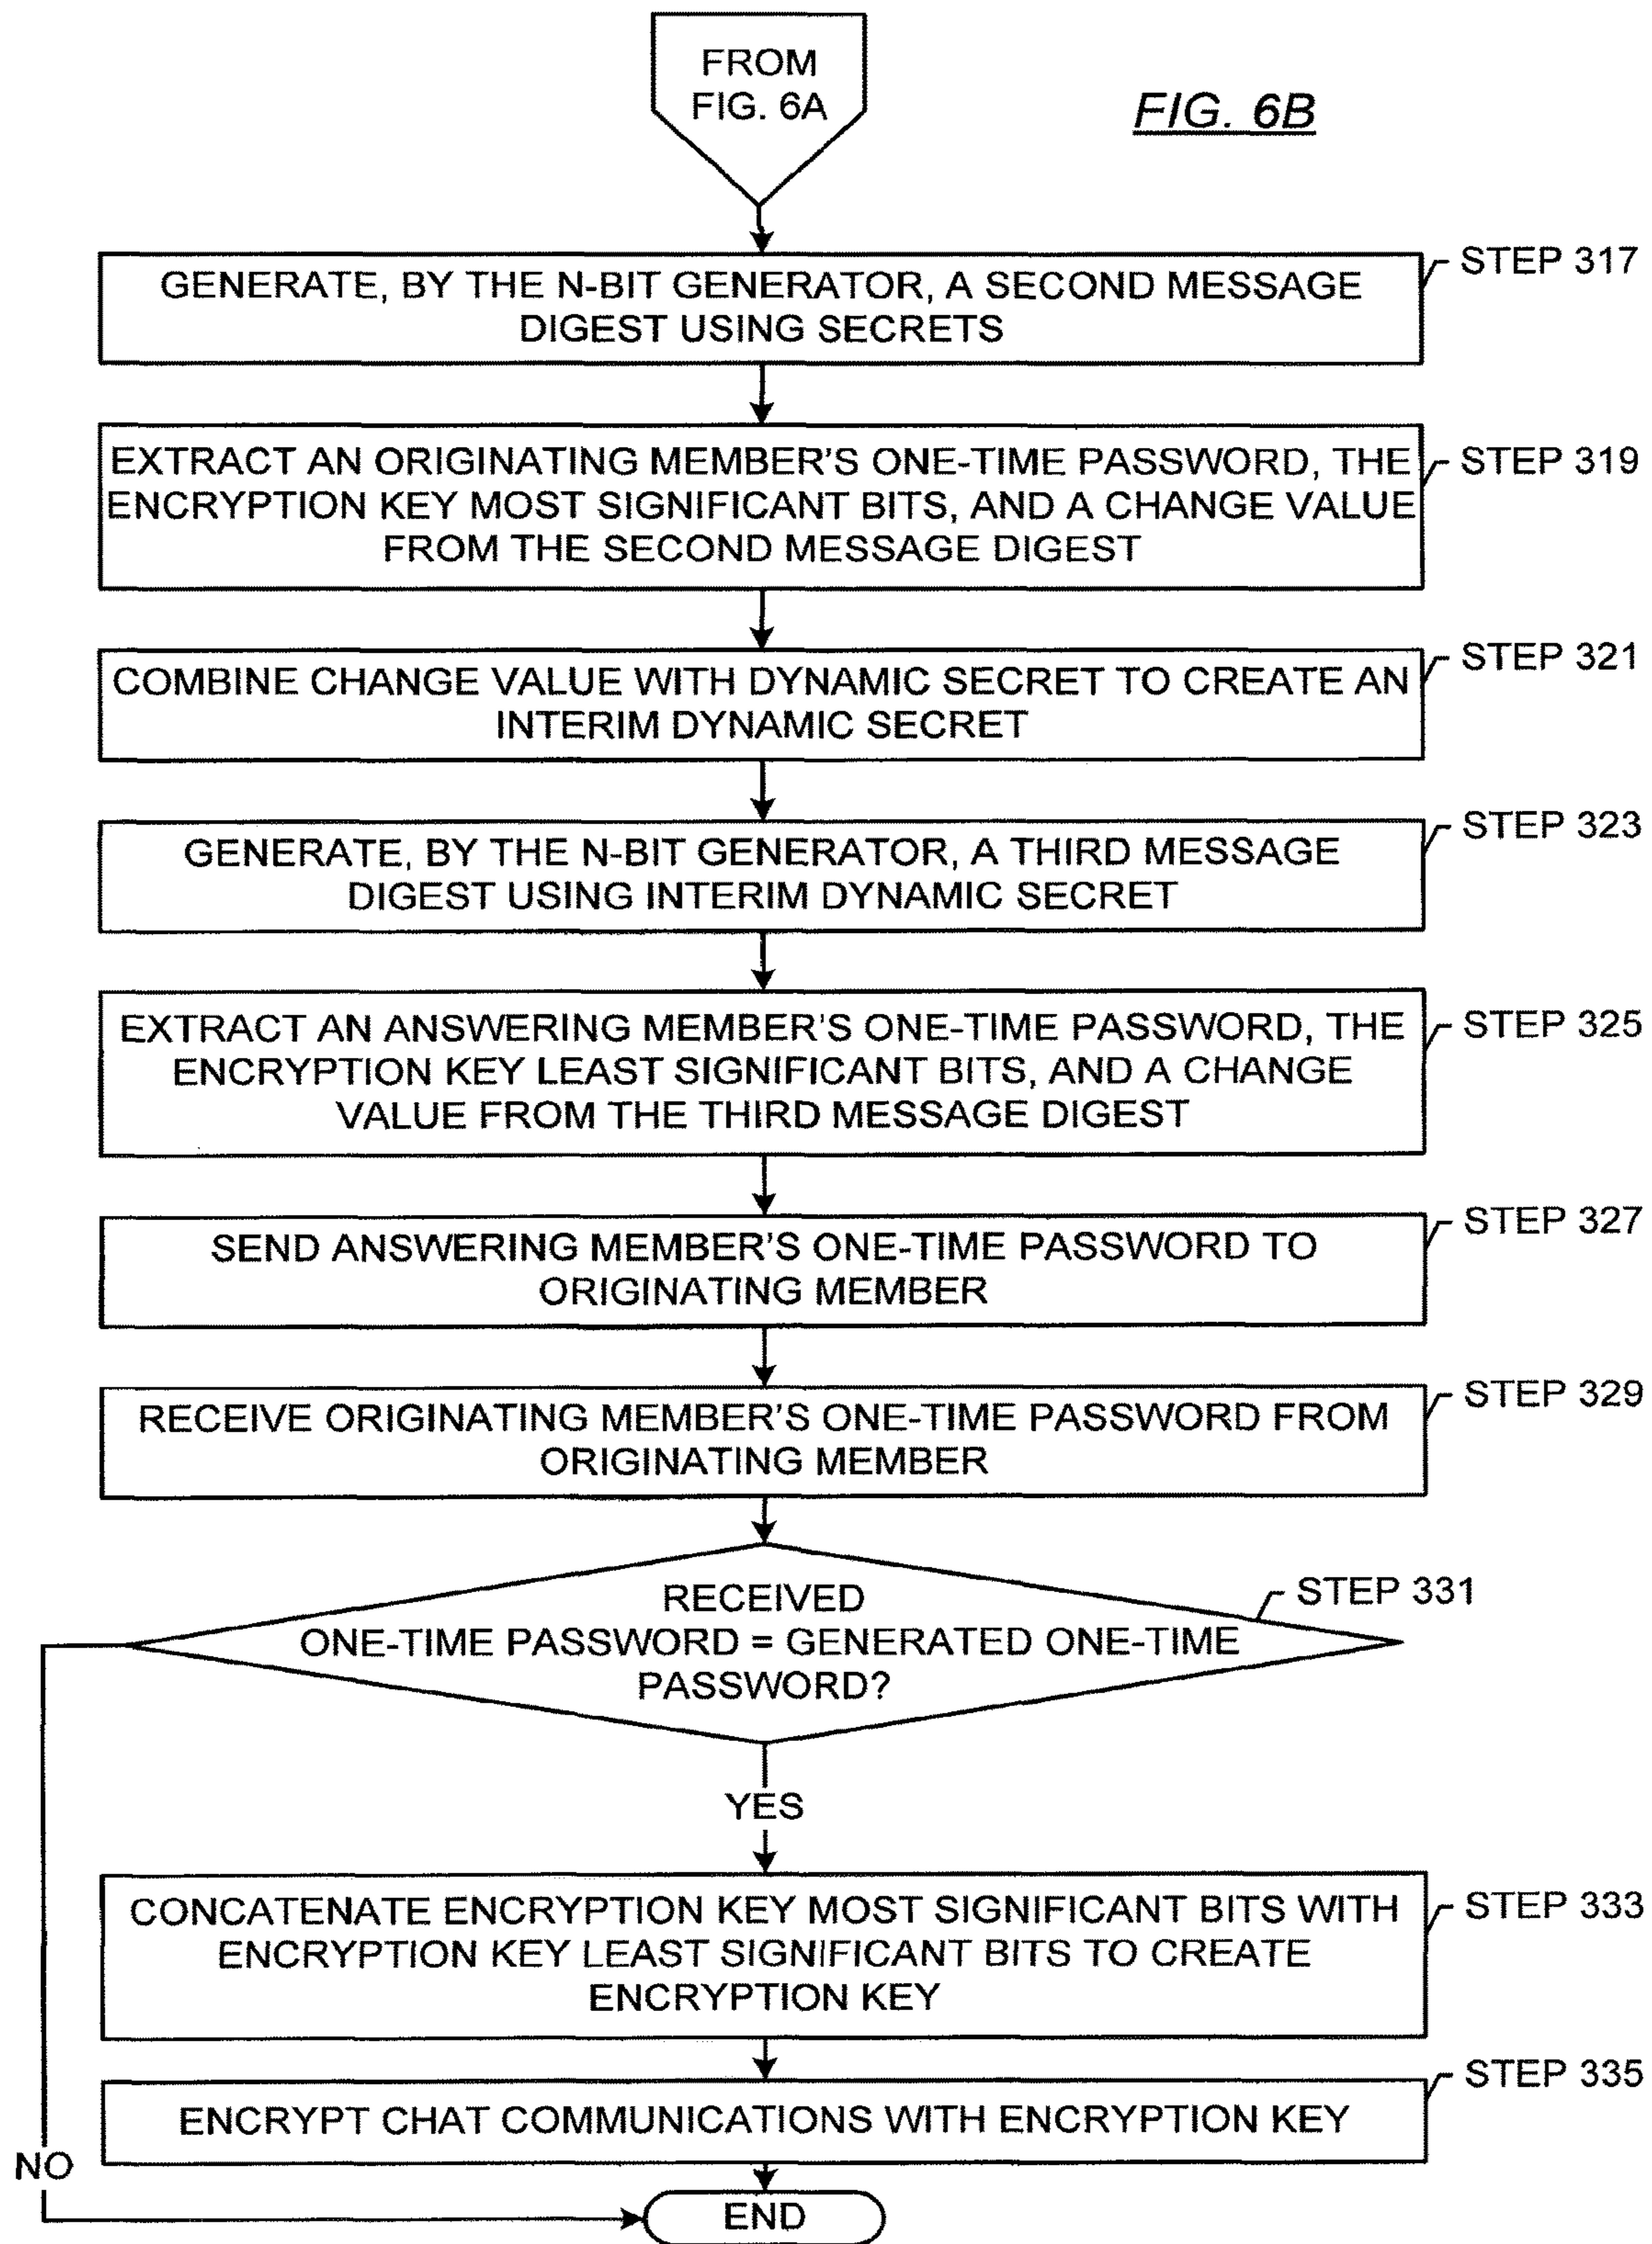 FROM
FIG. 6A
FIG. 6B
GENERATE, BY THE N-BIT GENERATOR, A SECOND MESSAGE
DIGEST USING SECRETS
STEP 317
EXTRACT AN ORIGINATING MEMBER'S ONE-TIME PASSWORD, THE
ENCRYPTION KEY MOST SIGNIFICANT BITS, AND A CHANGE VALUE
FROM THE SECOND MESSAGE DIGEST
STEP 319
COMBINE CHANGE VALUE WITH DYNAMIC SECRET TO CREATE AN
INTERIM DYNAMIC SECRET
STEP 321
GENERATE, BY THE N-BIT GENERATOR, A THIRD MESSAGE
DIGEST USING INTERIM DYNAMIC SECRET
STEP 323
EXTRACT AN ANSWERING MEMBER'S ONE-TIME PASSWORD, THE
ENCRYPTION KEY LEAST SIGNIFICANT BITS, AND A CHANGE
VALUE FROM THE THIRD MESSAGE DIGEST
STEP 325
SEND ANSWERING MEMBER'S ONE-TIME PASSWORD TO
ORIGINATING MEMBER
STEP 327
RECEIVE ORIGINATING MEMBER'S ONE-TIME PASSWORD FROM
ORIGINATING MEMBER
STEP 329
RECEIVED
ONE-TIME PASSWORD = GENERATED ONE-TIME
PASSWORD?
STEP 331
YES
CONCATENATE ENCRYPTION KEY MOST SIGNIFICANT BITS WITH
ENCRYPTION KEY LEAST SIGNIFICANT BITS TO CREATE
ENCRYPTION KEY
STEP 333
ENCRYPT CHAT COMMUNICATIONS WITH ENCRYPTION KEY
STEP 335
NO
END